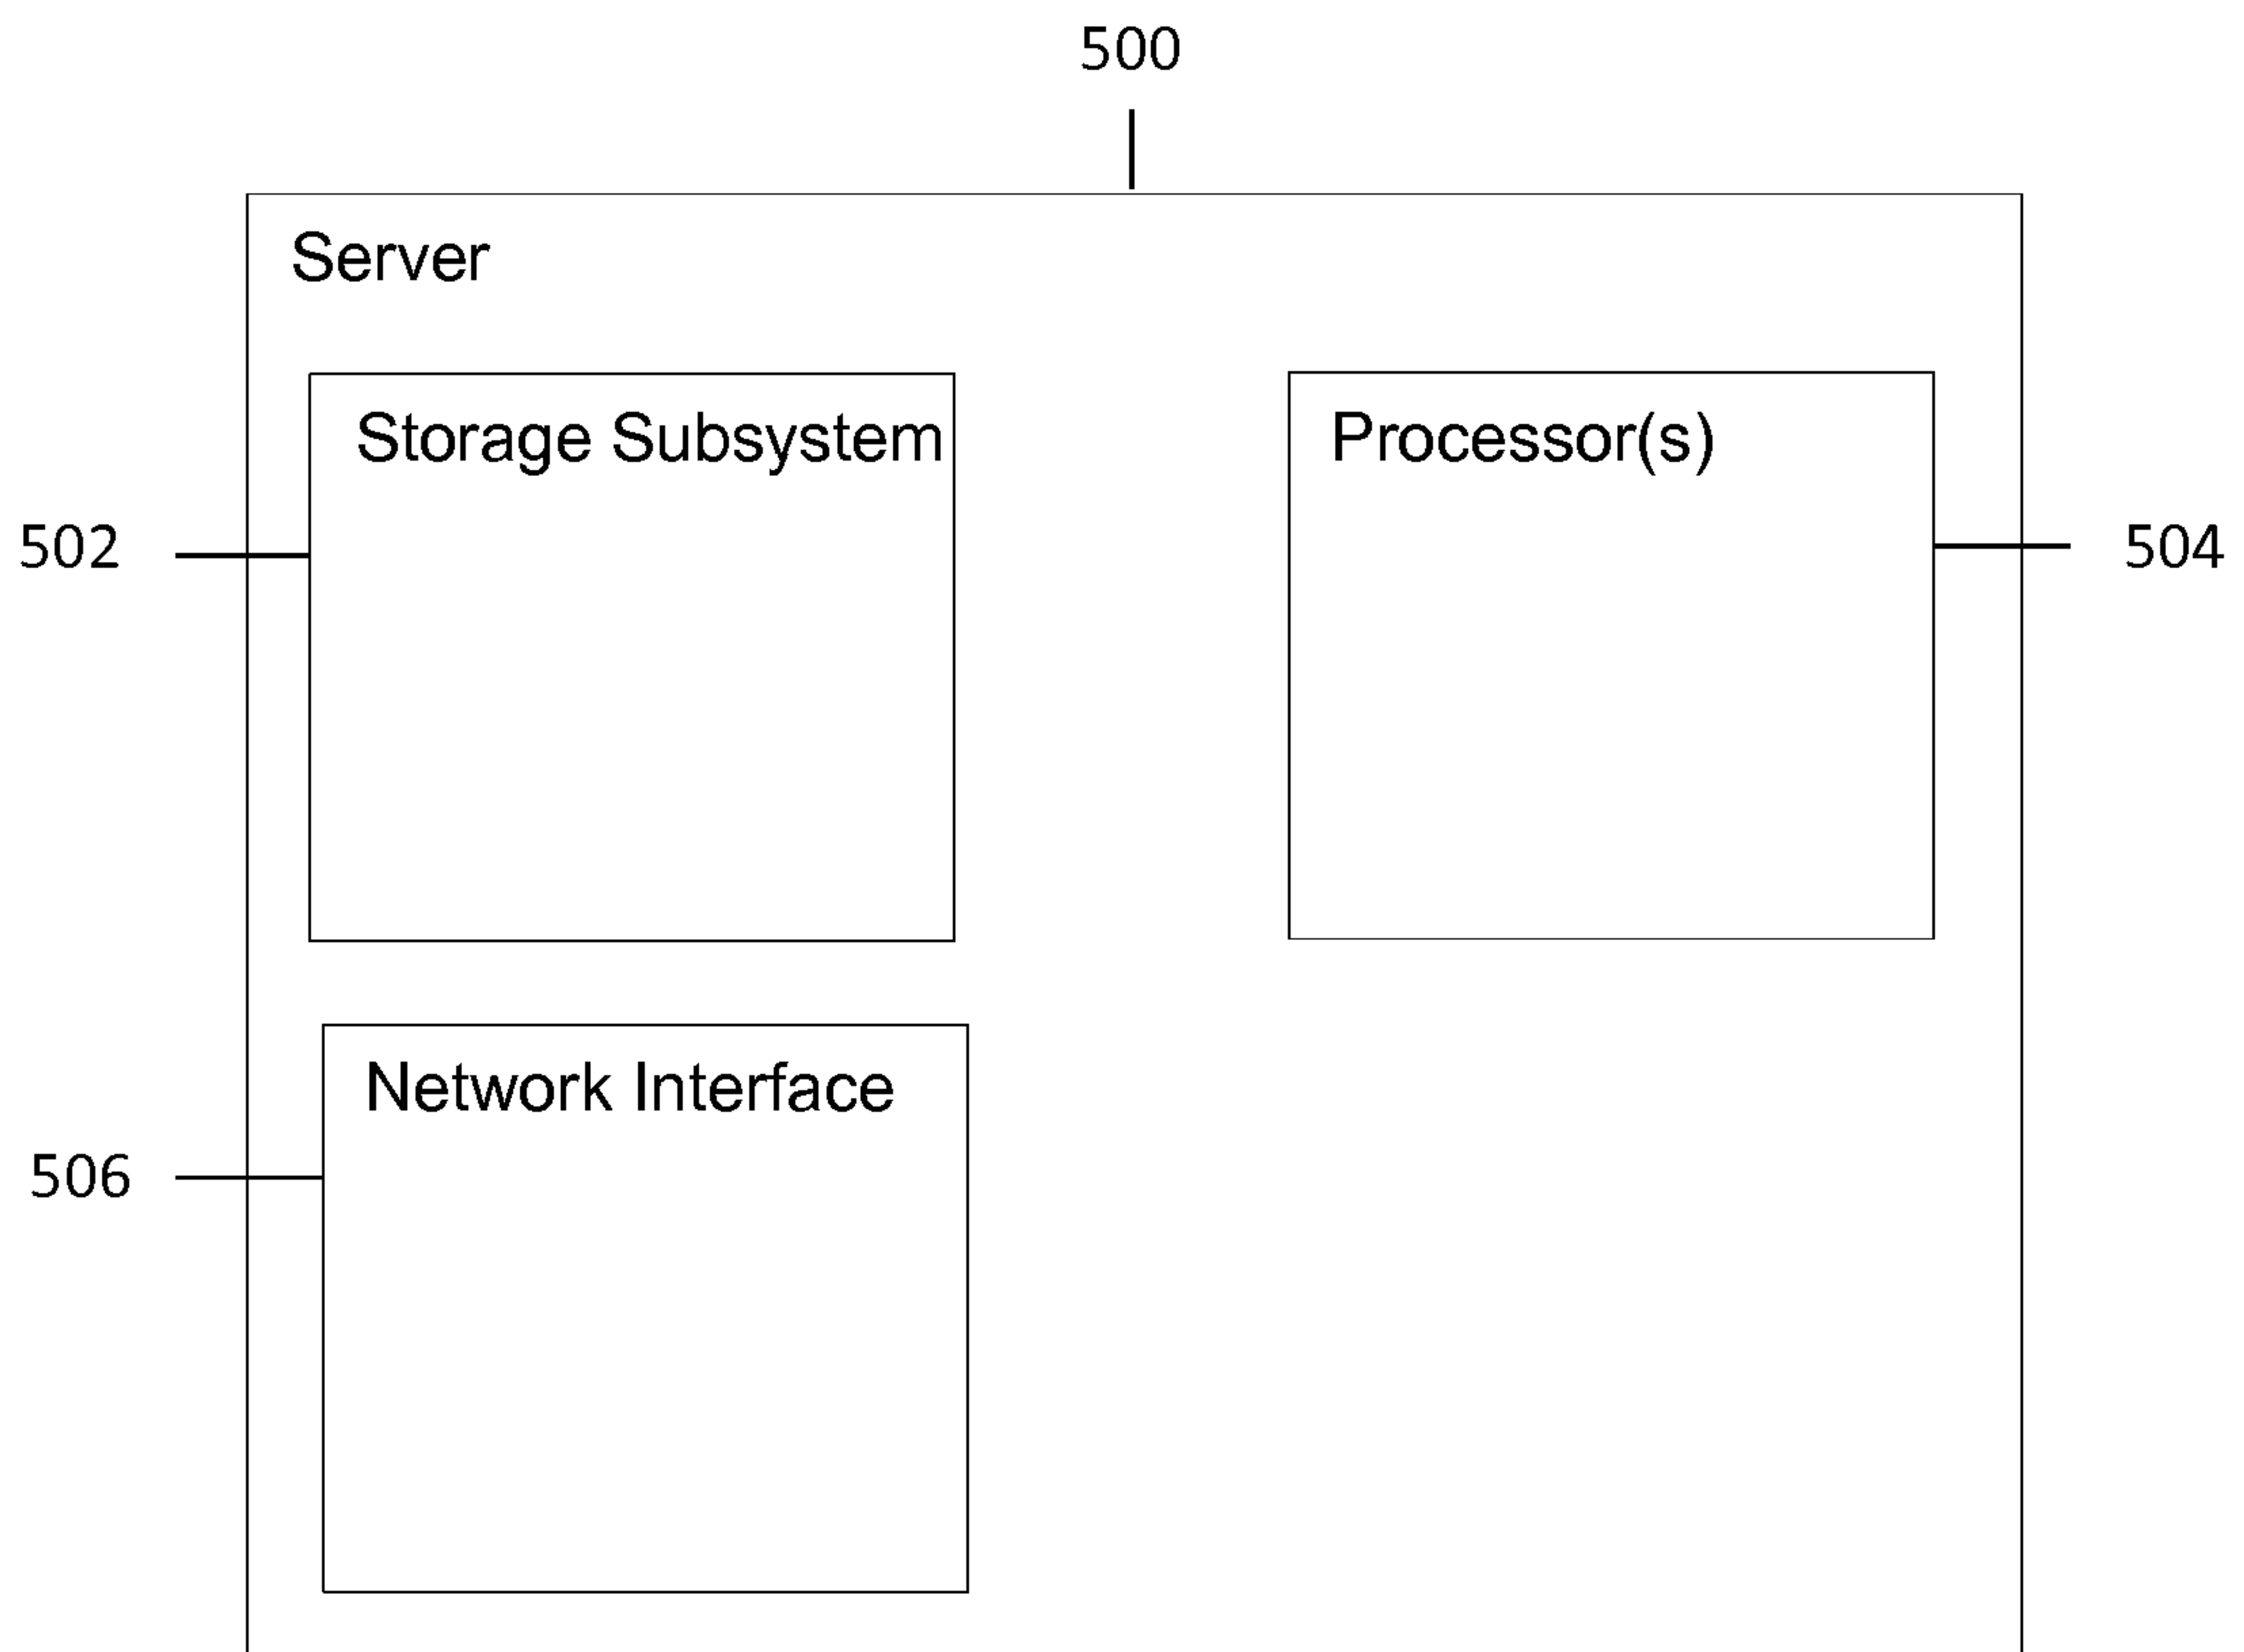 500
Server
Storage Subsystem
Processor(s)
502
504
Network Interface
506